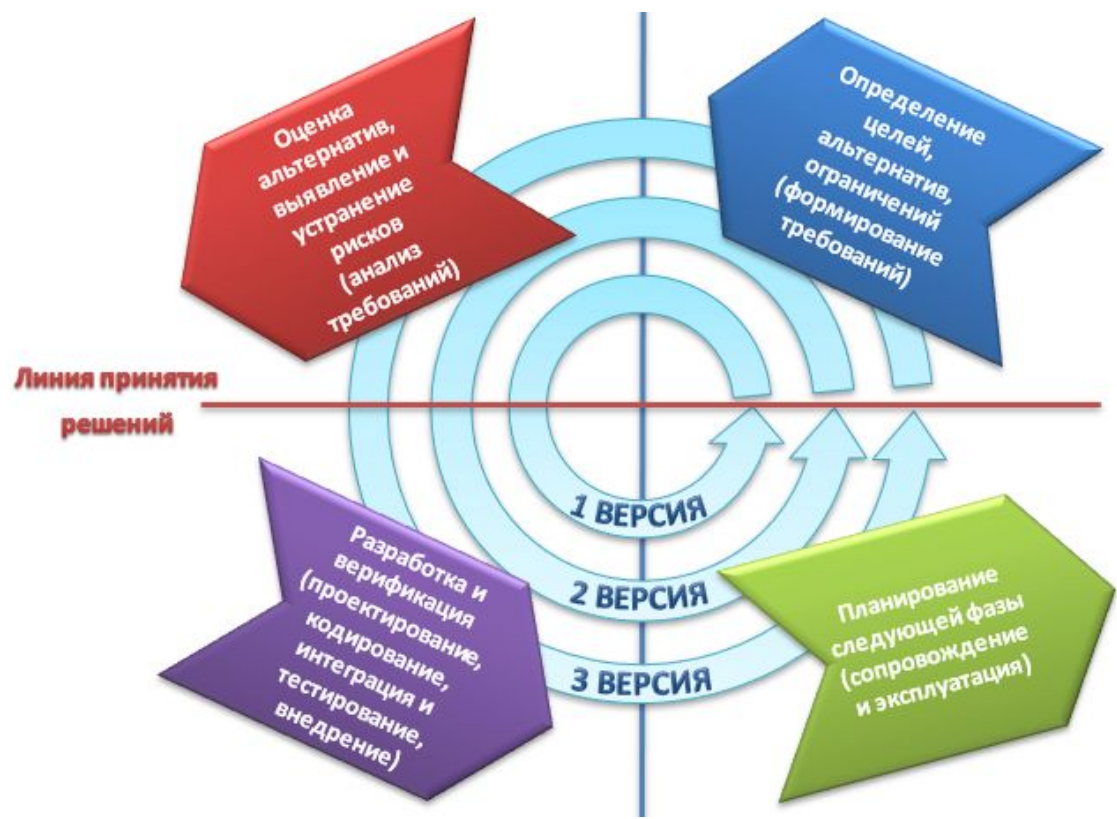 Оценка
альтернатив,
выявление и
устранение
рисков
(анализ
требований)
Определение
целей,
альтернатив,
ограничений
(формирование
требований)
Линия принятия
решений
1 ВЕРСИЯ
2 ВЕРСИЯ
3 ВЕРСИЯ
Разработка и
верификация
(проектирование,
кодирование,
интеграция и
тестирование,
внедрение)
Планирование
следующей фазы
(сопровождение
и эксплуатация)